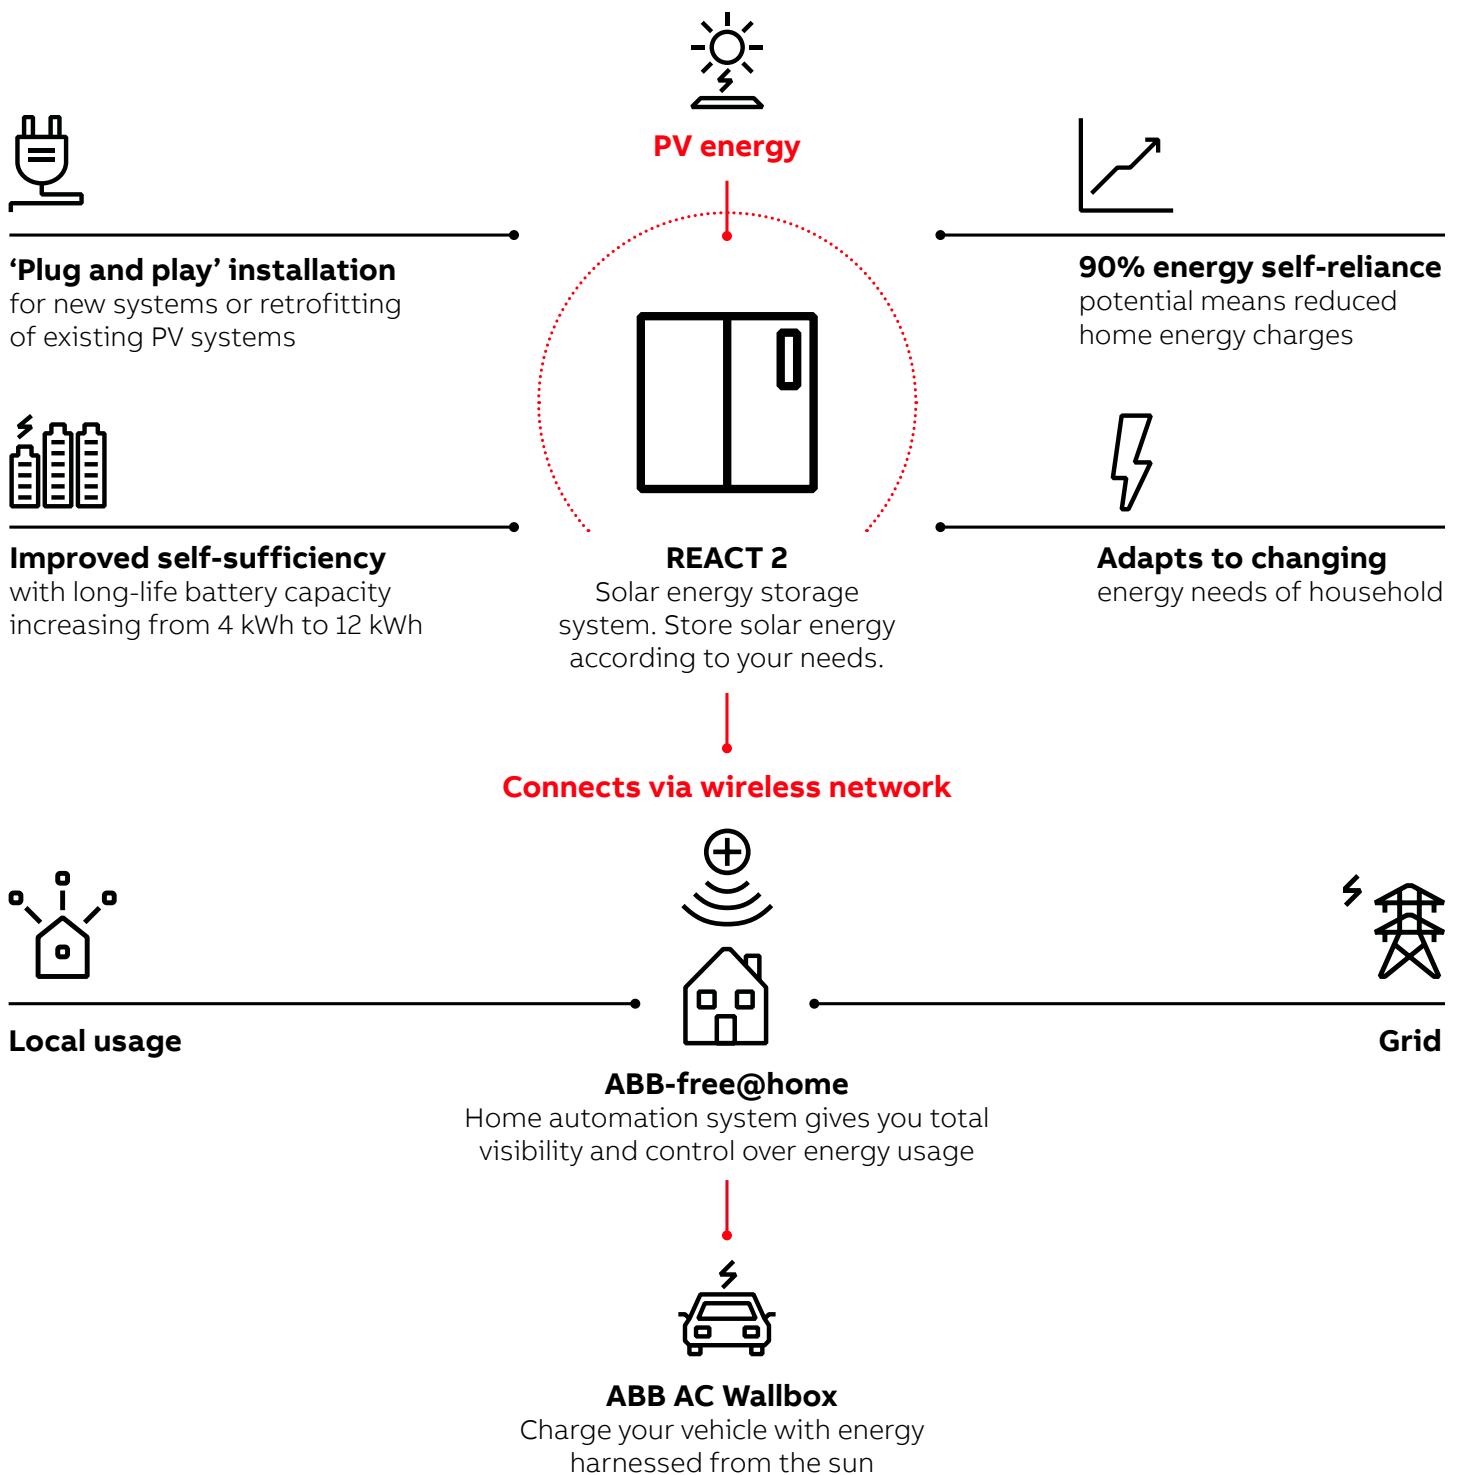 PV energy
‘Plug and play’ installation
for new systems or retrofitting
of existing PV systems
90% energy self-reliance
potential means reduced
home energy charges
Improved self-sufficiency
with long-life battery capacity
increasing from 4 kWh to 12 kWh
REACT 2
Solar energy storage
system. Store solar energy
according to your needs.
Adapts to changing
energy needs of household
Connects via wireless network
Local usage
Grid
ABB-free@home
Home automation system gives you total
visibility and control over energy usage
ABB AC Wallbox
Charge your vehicle with energy
harnessed from the sun